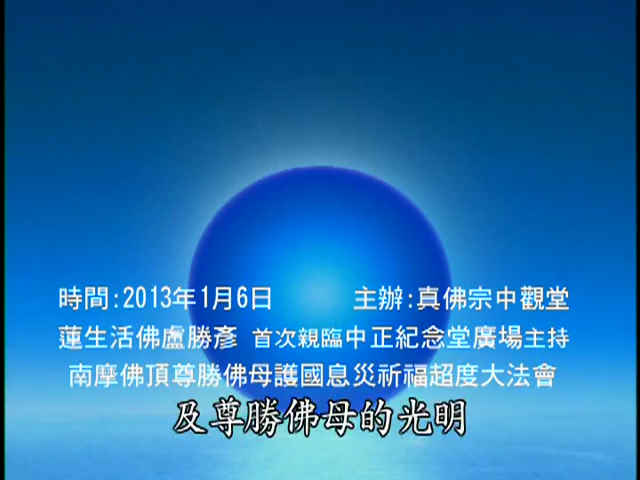 時間:2013年1月6日 主辦:真佛宗中觀堂
蓮生活佛盧勝彥 首次親臨中正紀念堂廣場主持
南摩佛頂尊勝佛母護國息災祈福超度大法會
及尊勝佛母的光明